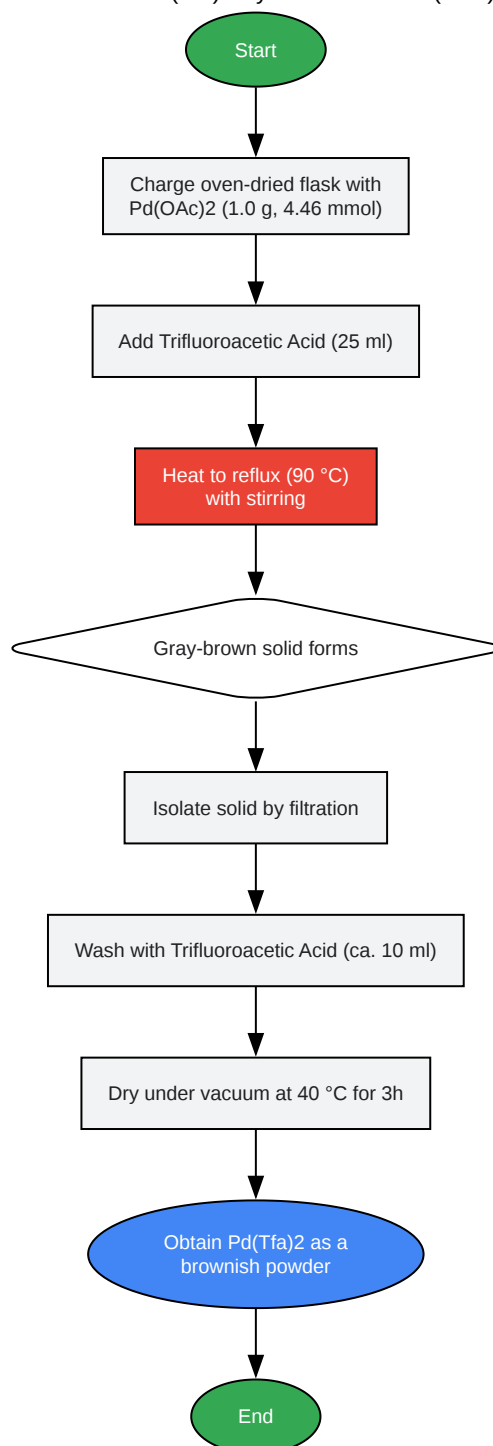 Start
Charge oven-dried flask with
Pd(OAc)2 (1.0 g, 4.46 mmol)
Add Trifluoroacetic Acid (25 ml)
Heat to reflux (90 °C)
with stirring
Gray-brown solid forms
Isolate solid by filtration
Wash with Trifluoroacetic Acid (ca. 10 ml)
Dry under vacuum at 40 °C for 3h
Obtain Pd(Tfa)2 as a
brownish powder
End